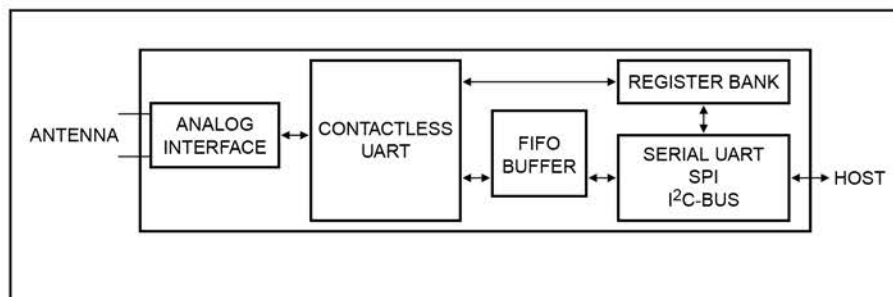 ANTENNA
ANALOG
INTERFACE
CONTACTLESS
UART
FIFO
BUFFER
REGISTER BANK
SERIAL UART
SPI
I²C-BUS
HOST